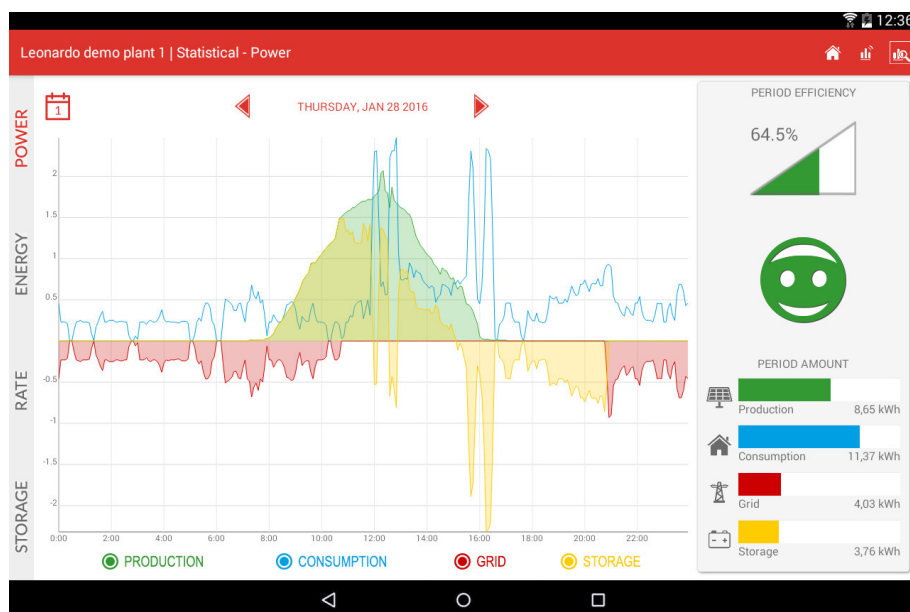 12:36
Leonardo demo plant 1 | Statistical - Power
POWER
ENERGY
RATE
STORAGE
1
THURSDAY, JAN 28 2016
2
1.5
1
0.5
-0.5
-1
-1.5
-2
0:00 2:00 4:00 6:00 8:00 10:00 12:00 14:00 16:00 18:00 20:00 22:00
PRODUCTION CONSUMPTION GRID STORAGE
PERIOD EFFICIENCY
64.5%
PERIOD AMOUNT
Production 8,65 kWh
Consumption 11,37 kWh
Grid 4,03 kWh
Storage 3,76 kWh